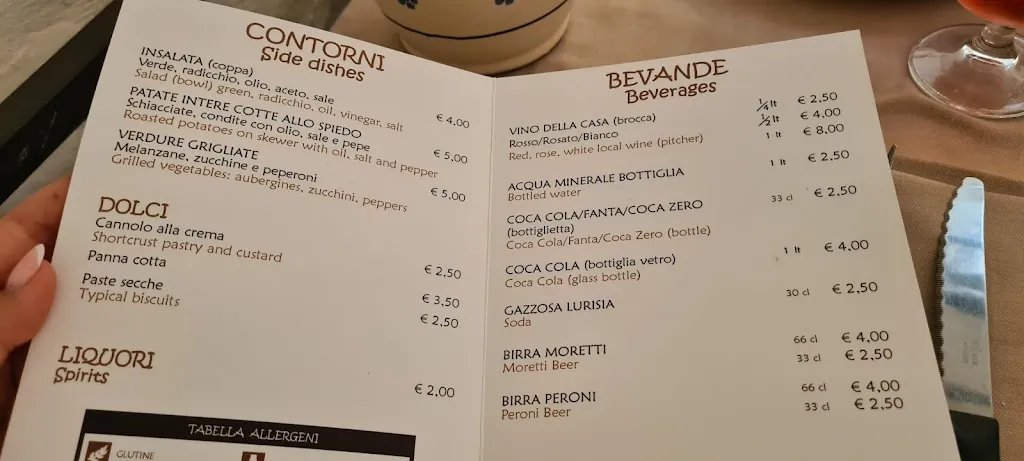 CONTORNI
Side dishes
INSALATA (coppa)
Verde, radicchio, olio, aceto, sale
Salad (bowl) green, radicchio, oil, vinegar, salt
€ 4,00
PATATE INTERE COTTE ALLO SPIEDO
Schiacciate, condite con olio, sale e pepe
Roasted potatoes on skewer with oil, salt and pepper
€ 5,00
VERDURE GRIGLIATE
Melanzane, zucchine e peperoni
Grilled vegetables: aubergines, zucchini, peppers
€ 5,00
DOLCI
Cannolo alla crema
Shortcrust pastry and custard
€ 2,50
Panna cotta
€ 3,50
Paste secche
Typical biscuits
€ 2,50
LIQUORI
Spirits
€ 2,00
TABELLA ALLERGENI
GLUTINE
BEVANDE
Beverages
VINO DELLA CASA (brocca) ¼ lt € 2,50
Rosso/Rosato/Bianco ½ lt € 4,00
Red, rose, white local wine (pitcher) 1 lt € 8,00
ACQUA MINERALE BOTTIGLIA 1 lt € 2,50
Bottled water
COCA COLA/FANTA/COCA ZERO 33 cl € 2,50
(bottiglietta)
Coca Cola/Fanta/Coca Zero (bottle)
COCA COLA (bottiglia vetro) 1 lt € 4,00
Coca Cola (glass bottle)
GAZZOSA LURISIA 30 cl € 2,50
Soda
BIRRA MORETTI 66 cl € 4,00
Moretti Beer 33 cl € 2,50
BIRRA PERONI 66 cl € 4,00
Peroni Beer 33 cl € 2,50